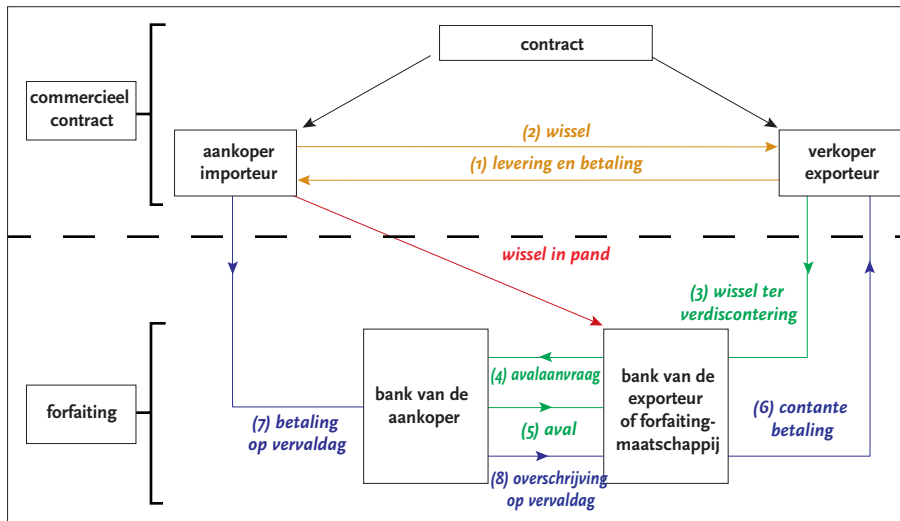 contract
commercieel
contract
(2) wissel
aankoper
importeur
(1) levering en betaling
verkoper
exporteur
wissel in pand
(3) wissel ter
verdiscontering
forfaiting
bank van de
aankoper
(4) avalaanvraag
(5) aval
(8) overschrijving
op vervaldag
bank van de
exporteur
of forfaiting-
maatschappij
(7) betaling
op vervaldag
(6) contante
betaling